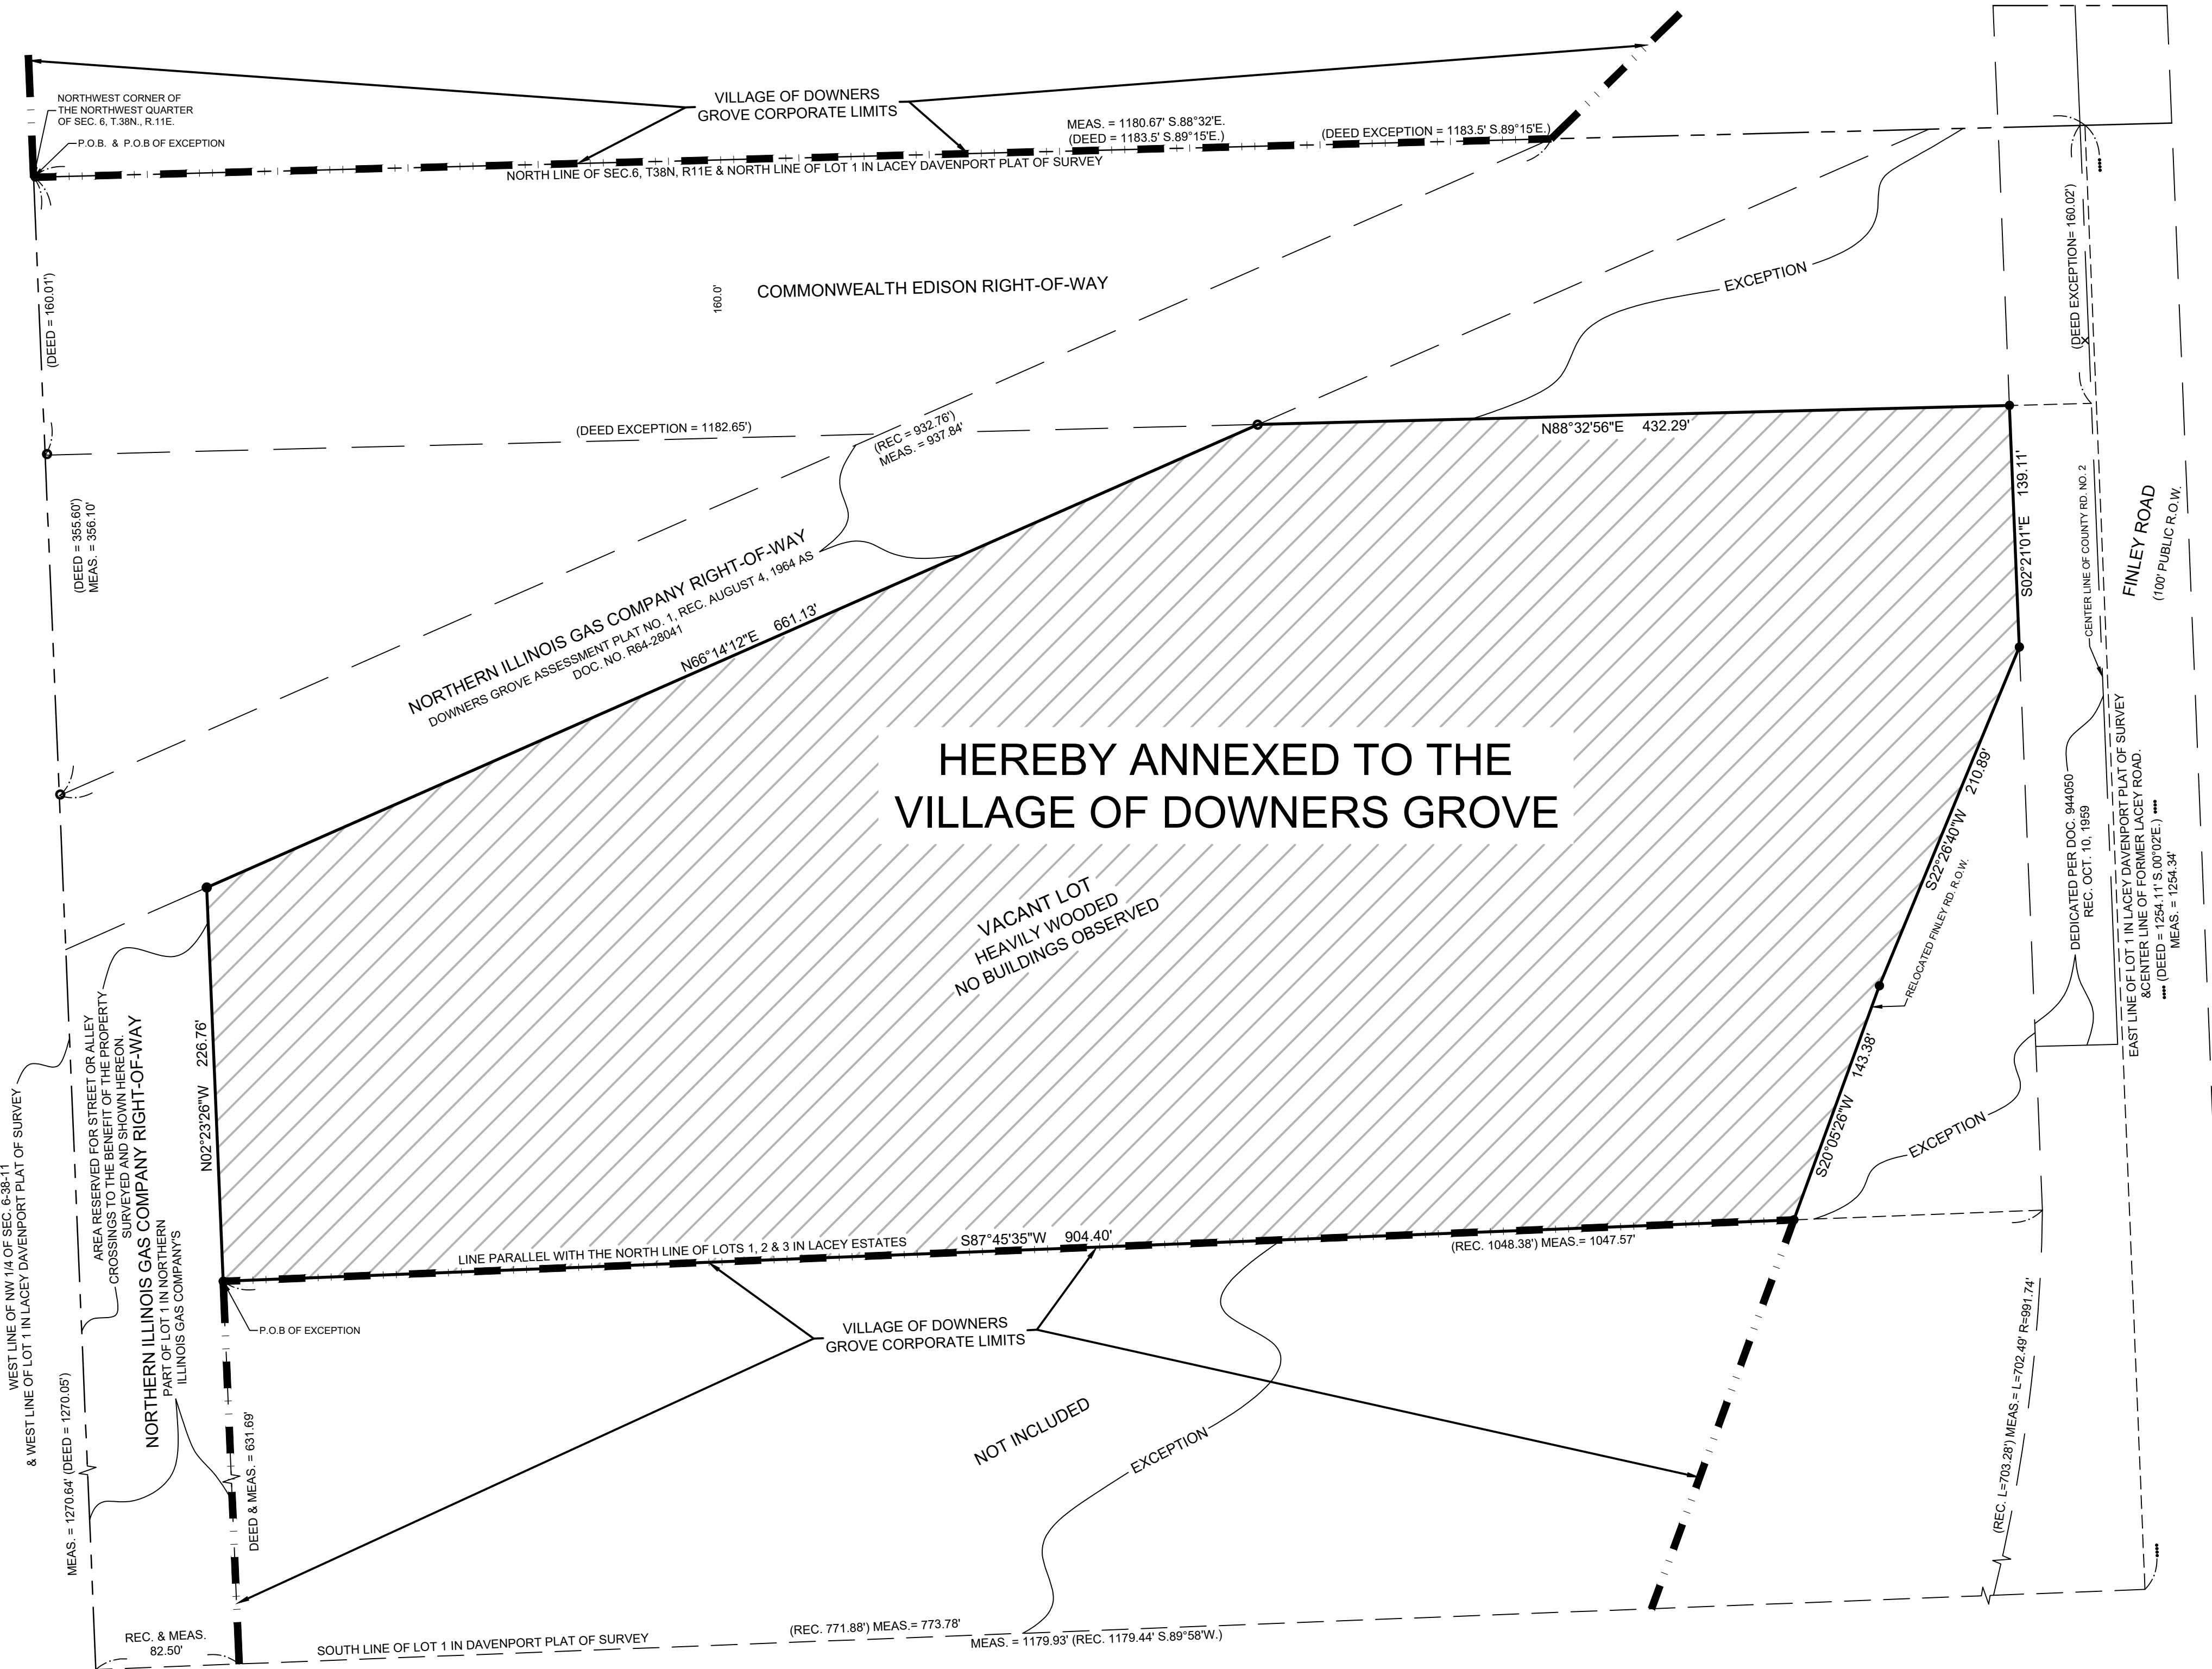 VILLAGE OF DOWNERS
GROVE CORPORATE LIMITS
NORTHWEST CORNER OF
THE NORTHWEST QUARTER
OF SEC. 6, T.38N., R.11E.
P.O.B. & P.O.B OF EXCEPTION
MEAS. = 1180.67' S.88°32'E.
(DEED = 1183.5' S.89°15'E.)
(DEED EXCEPTION = 1183.5' S.89°15'E.)
NORTH LINE OF SEC.6, T38N, R11E & NORTH LINE OF LOT 1 IN LACEY DAVENPORT PLAT OF SURVEY
(DEED = 160.01')
160.0'
COMMONWEALTH EDISON RIGHT-OF-WAY
EXCEPTION
(DEED EXCEPTION= 160.02')
X
(DEED EXCEPTION = 1182.65')
(REC = 932.76')
MEAS. = 937.84'
N88°32'56"E 432.29'
S02°21'01"E 139.11'
CENTER LINE OF COUNTY RD. NO. 2
FINLEY ROAD
(100' PUBLIC R.O.W.
(DEED = 355.60')
MEAS. = 356.10'
NORTHERN ILLINOIS GAS COMPANY RIGHT-OF-WAY
DOWNERS GROVE ASSESSMENT PLAT NO. 1, REC. AUGUST 4, 1964 AS
DOC. NO. R64-28041
N66°14'12"E 661.13'
HEREBY ANNEXED TO THE
VILLAGE OF DOWNERS GROVE
VACANT LOT
HEAVILY WOODED
NO BUILDINGS OBSERVED
S22°26'40"W 210.89'
RELOCATED FINLEY RD. R.O.W.
DEDICATED PER DOC. 944050
REC. OCT. 10, 1959
EAST LINE OF LOT 1 IN LACEY DAVENPORT PLAT OF SURVEY
&CENTER LINE OF FORMER LACEY ROAD.
•••• (DEED = 1254.11' S.00°02'E.) ••••
MEAS. = 1254.34'
S20°05'26"W 143.38'
EXCEPTION
WEST LINE OF NW 1/4 OF SEC. 6-38-11
& WEST LINE OF LOT 1 IN LACEY DAVENPORT PLAT OF SURVEY
AREA RESERVED FOR STREET OR ALLEY
CROSSINGS TO THE BENEFIT OF THE PROPERTY
SURVEYED AND SHOWN HEREON.
NORTHERN ILLINOIS GAS COMPANY RIGHT-OF-WAY
PART OF LOT 1 IN NORTHERN
ILLINOIS GAS COMPANY'S
N02°23'26"W 226.76'
LINE PARALLEL WITH THE NORTH LINE OF LOTS 1, 2 & 3 IN LACEY ESTATES
S87°45'35"W 904.40'
(REC. 1048.38') MEAS.= 1047.57'
P.O.B OF EXCEPTION
VILLAGE OF DOWNERS
GROVE CORPORATE LIMITS
NOT INCLUDED
EXCEPTION
MEAS. = 1270.64' (DEED = 1270.05')
DEED & MEAS. = 631.69'
(REC. L=703.28') MEAS.= L=702.49' R=991.74'
REC. & MEAS.
82.50'
SOUTH LINE OF LOT 1 IN DAVENPORT PLAT OF SURVEY
(REC. 771.88') MEAS.= 773.78'
MEAS. = 1179.93' (REC. 1179.44' S.89°58'W.)